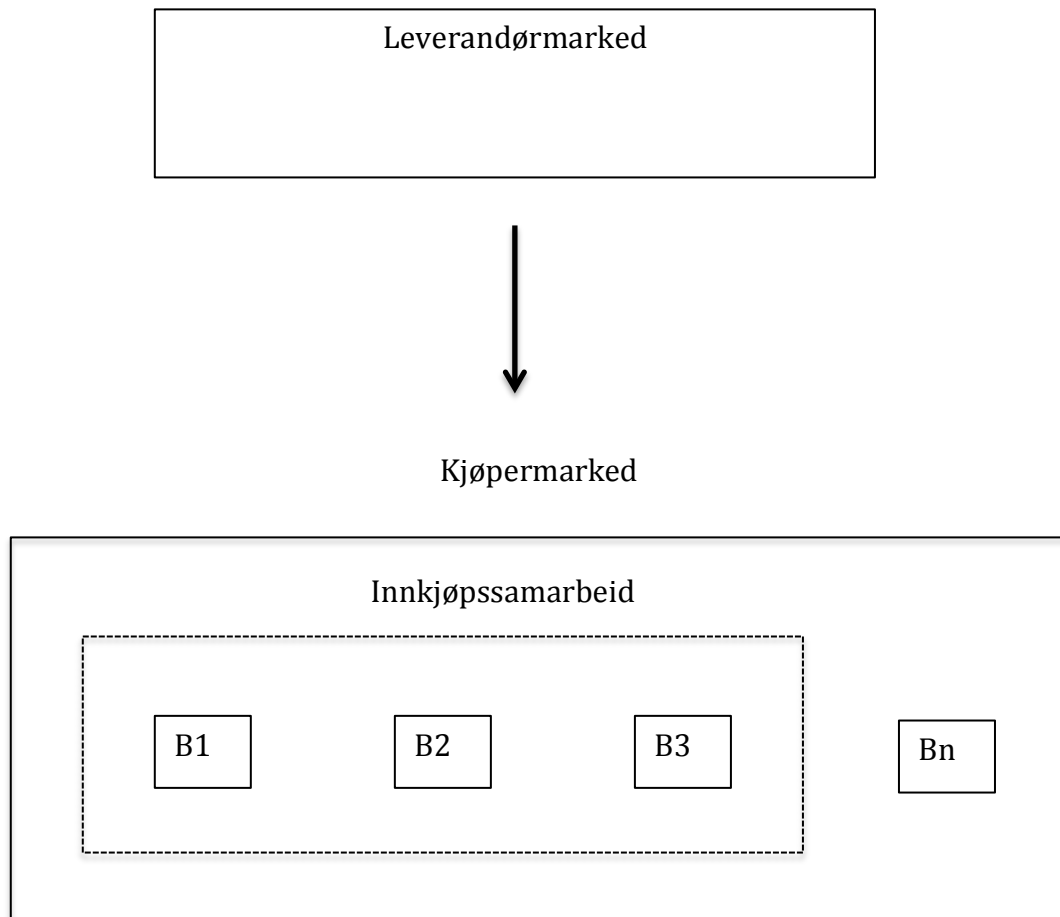 Leverandørmarked
Kjøpermarked
Innkjøpssamarbeid
B1
B2
B3
Bn